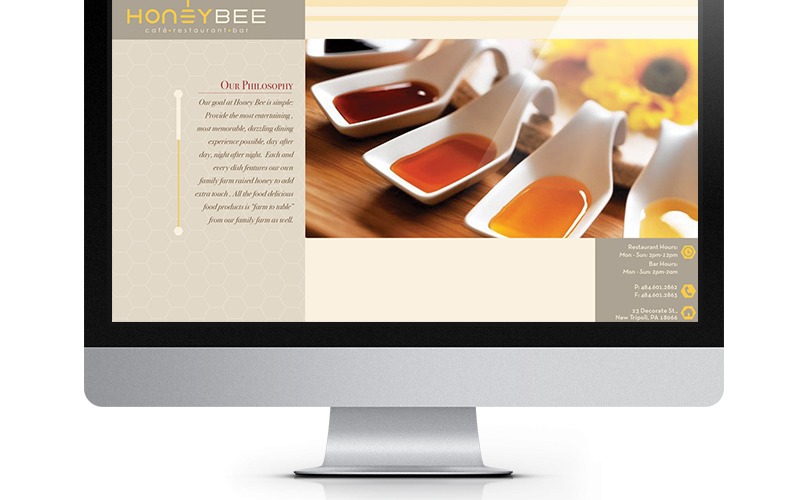 HONEYBEE
café•restaurant•bar
Our Philosophy
Our goal at Honey Bee is simple:
Provide the most entertaining ,
most memorable, dazzling dining
experience possible, day after
day, night after night. Each and
every dish features our own
family farm raised honey to add
extra touch . All the food delicious
food products is "farm to table"
from our family farm as well.
Restaurant Hours:
Mon - Sun: 2pm-12pm
Bar Hours:
Mon - Sun: 2pm-2am
P: 484.601.2862
F: 484.601.2863
23 Decorate St.,
New Tripoli, PA 18066